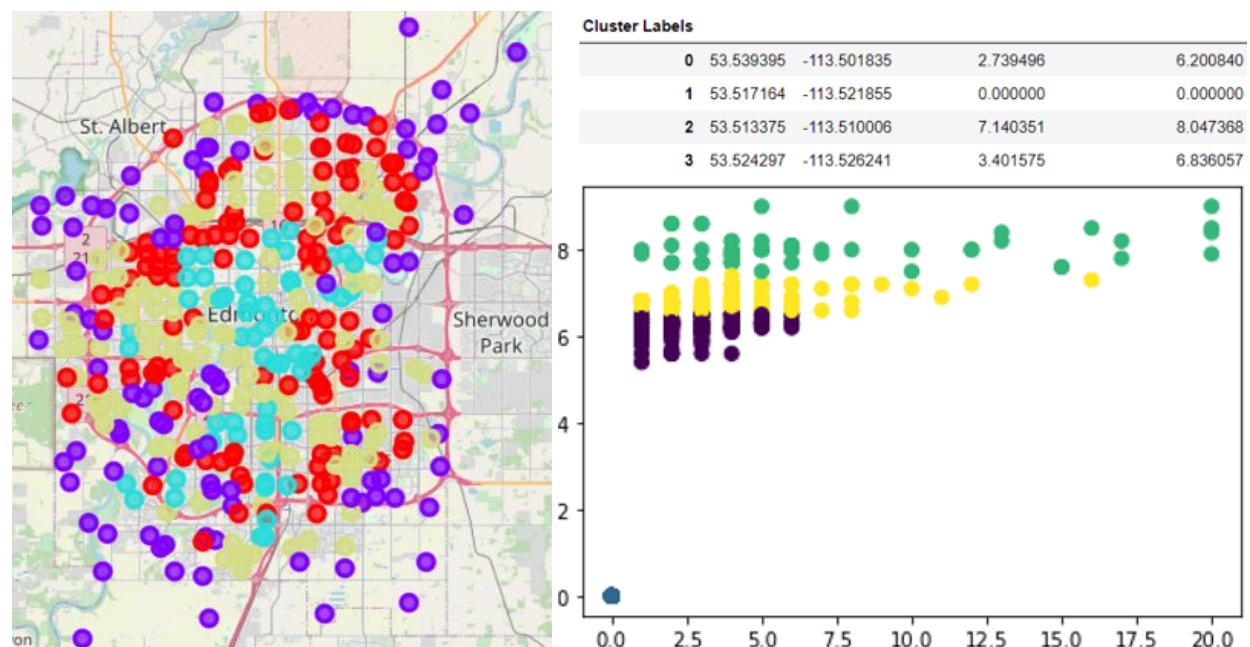 St. Albert
2
216
Edmonton
Sherwood
Park
Cluster Labels
0 53.539395 -113.501835 2.739496 6.200840
1 53.517164 -113.521855 0.000000 0.000000
2 53.513375 -113.510006 7.140351 8.047368
3 53.524297 -113.526241 3.401575 6.836057
8
6
4
2
0
0.0 2.5 5.0 7.5 10.0 12.5 15.0 17.5 20.0